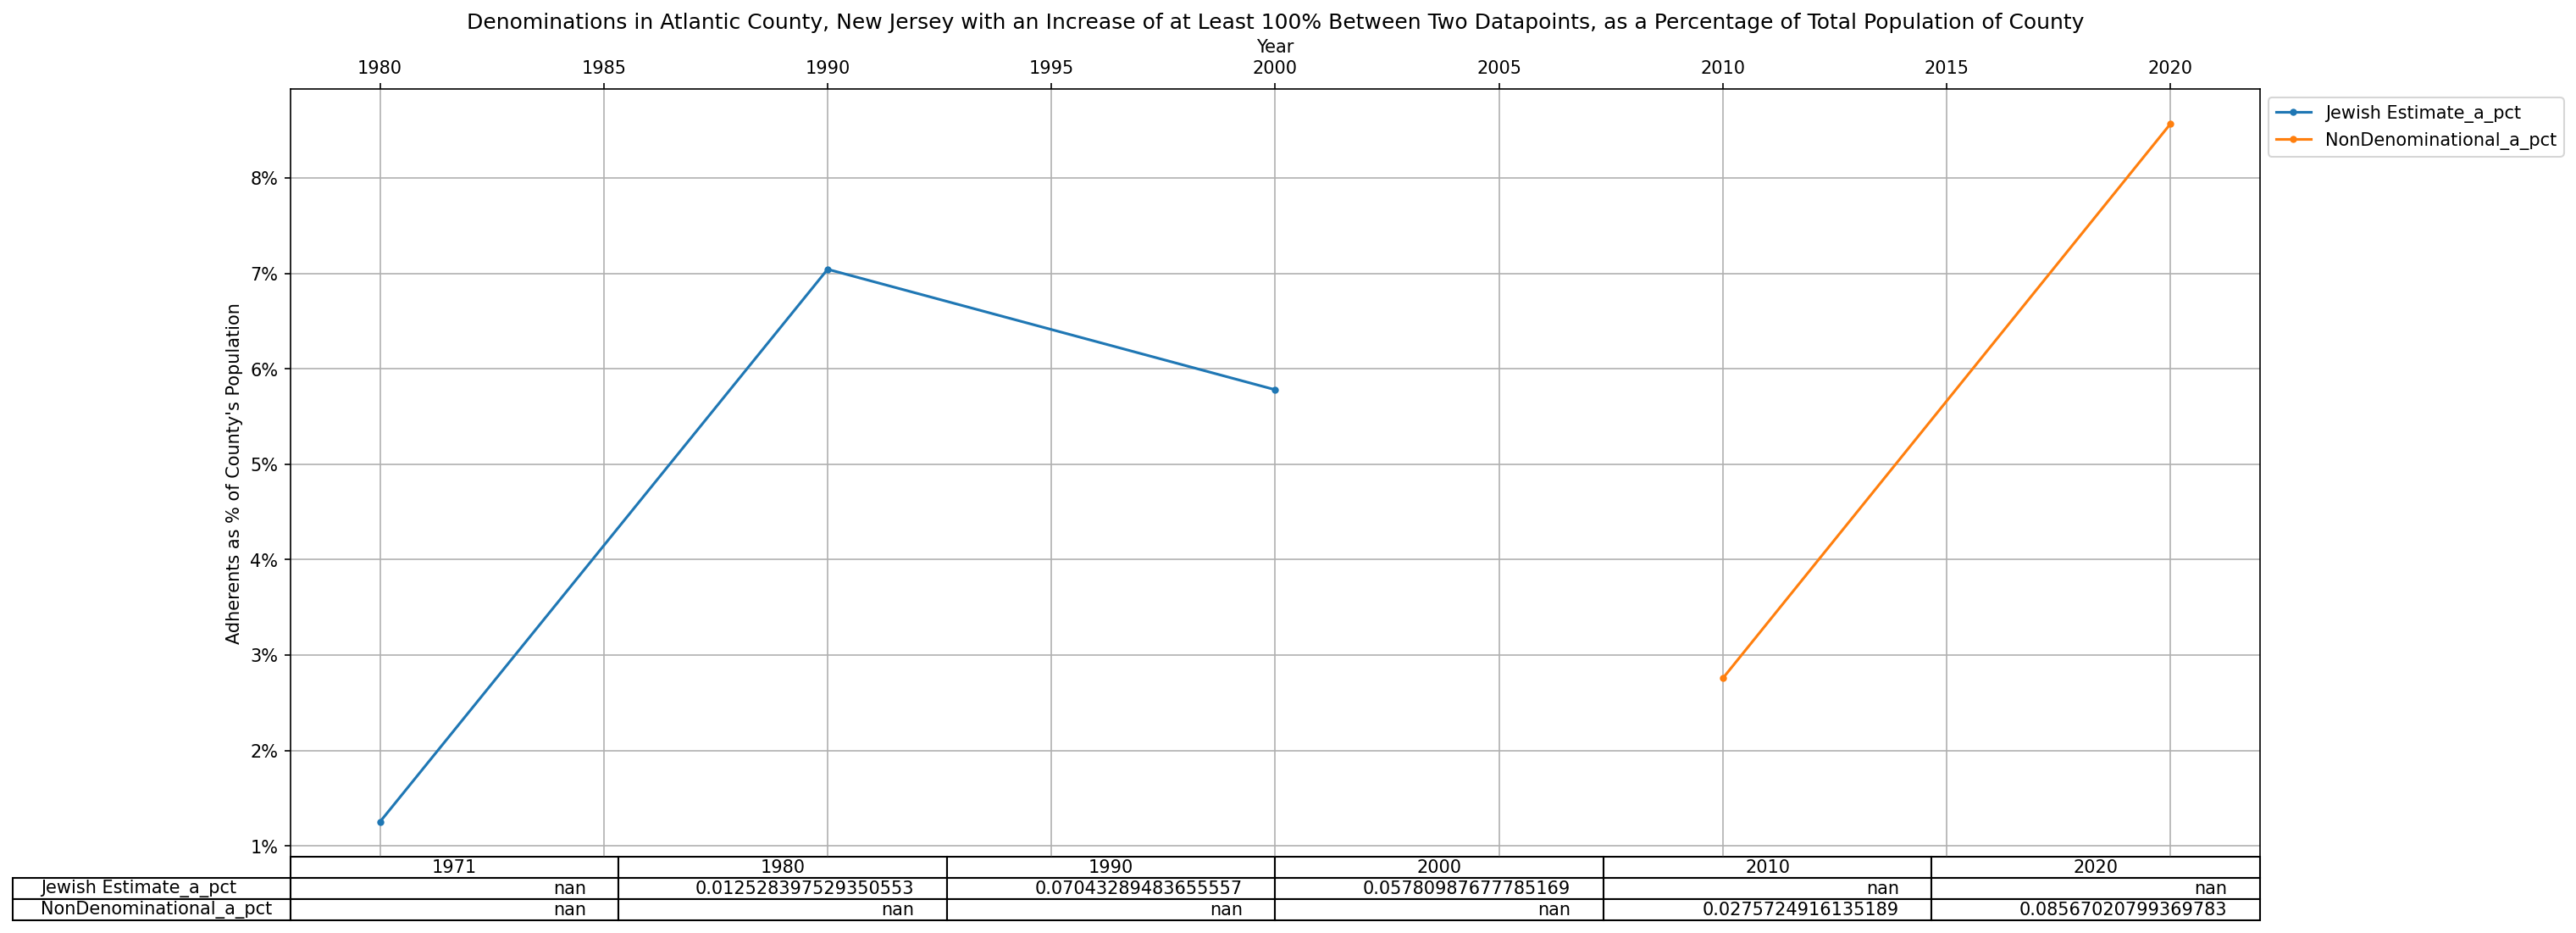 Denominations in Atlantic County, New Jersey with an Increase of at Least 100% Between Two Datapoints, as a Percentage of Total Population of County
Year
1980 1985 1990 1995 2000 2005 2010 2015 2020
Jewish Estimate_a_pct
NonDenominational_a_pct
Adherents as % of County's Population
8%
7%
6%
5%
4%
3%
2%
1%
1971 1980 1990 2000 2010 2020
Jewish Estimate_a_pct nan 0.012528397529350553 0.07043289483655557 0.05780987677785169 nan nan
NonDenominational_a_pct nan nan nan nan 0.0275724916135189 0.08567020799369783